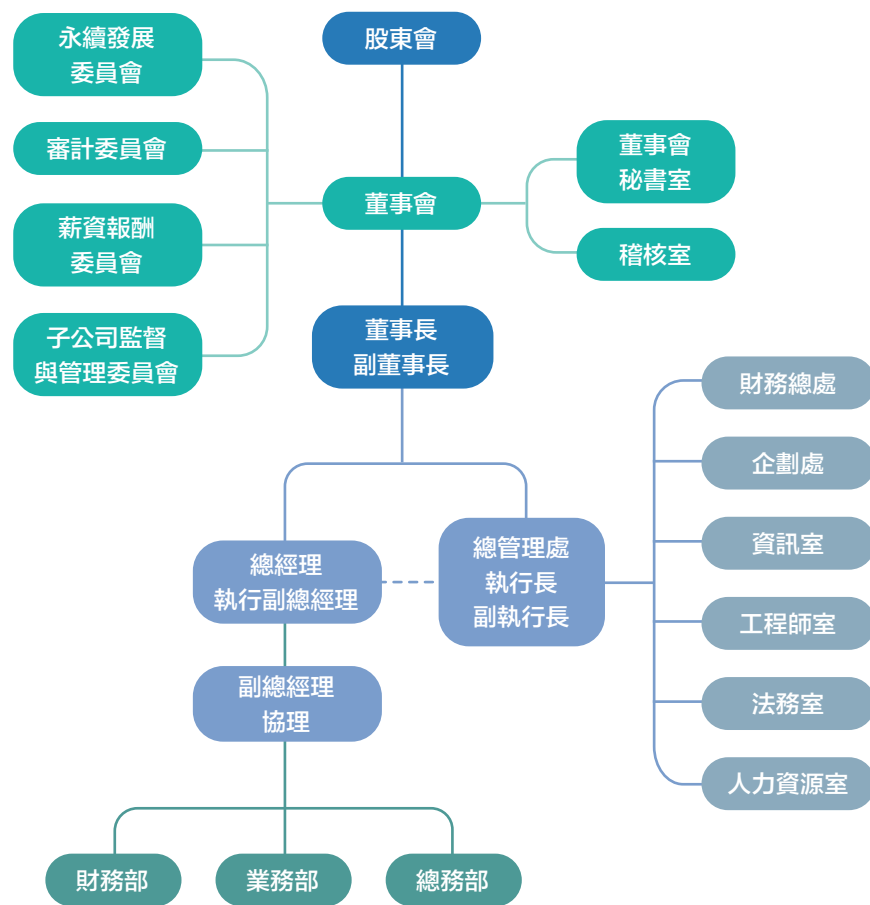 股東會
永續發展
委員會
審計委員會
薪資報酬
委員會
子公司監督
與管理委員會
董事會
董事會
秘書室
稽核室
董事長
副董事長
總經理
執行副總經理
總管理處
執行長
副執行長
副總經理
協理
財務總處
企劃處
資訊室
工程師室
法務室
人力資源室
財務部
業務部
總務部